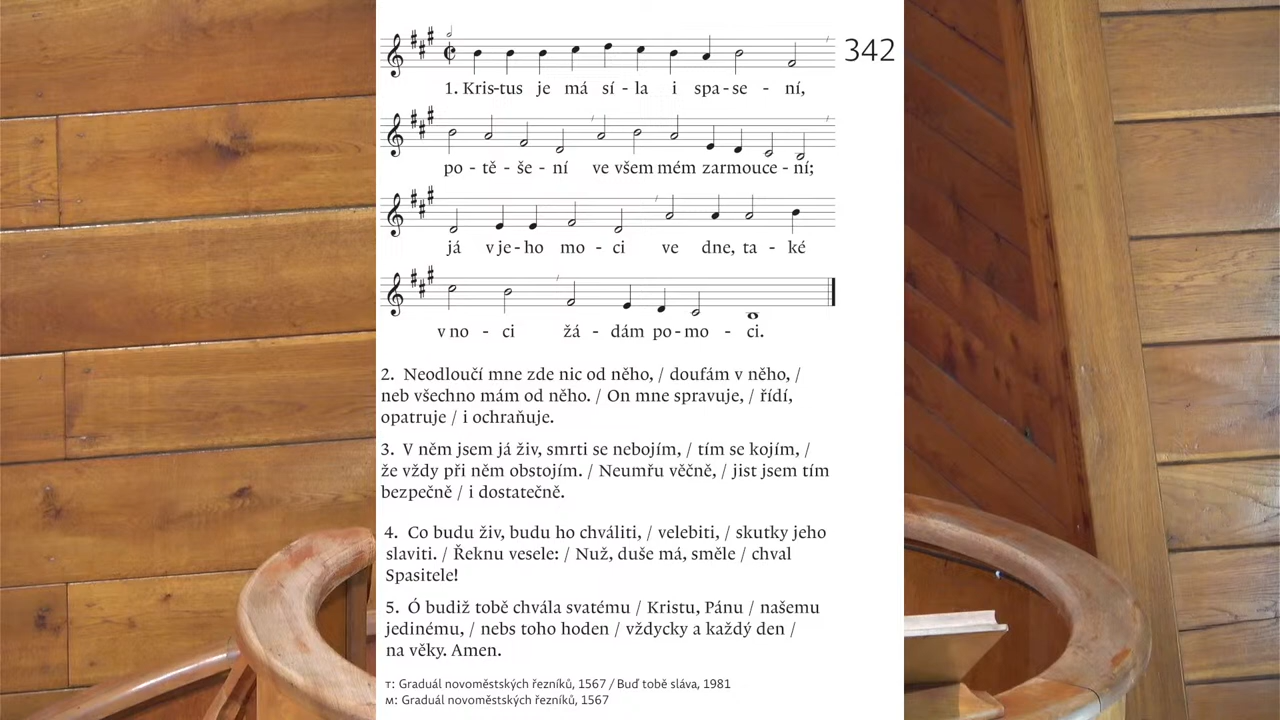 342
1. Kris-tus je má sí - la i spa - se - ní,
po - tě - še - ní ve všem mém zarmouce - ní;
já v je - ho mo - ci ve dne, ta - ké
v no - ci žá - dám po - mo - ci.
2. Neodloučí mne zde nic od něho, / doufám v něho, /
neb všechno mám od něho. / On mne spravuje, / řídí,
opatruje / i ochraňuje.
3. V něm jsem já živ, smrti se nebojím, / tím se kojím, /
že vždy při něm obstojím. / Neumřu věčně, / jist jsem tím
bezpečně / i dostatečně.
4. Co budu živ, budu ho chváliti, / velebiti, / skutky jeho
slaviti. / Řeknu vesele: / Nuž, duše má, směle / chval
Spasitele!
5. Ó budiž tobě chvála svatému / Kristu, Pánu / našemu
jedinému, / nebs toho hoden / vždycky a každý den /
na věky. Amen.
T: Graduál novoměstských řezníků, 1567 / Buď tobě sláva, 1981
M: Graduál novoměstských řezníků, 1567